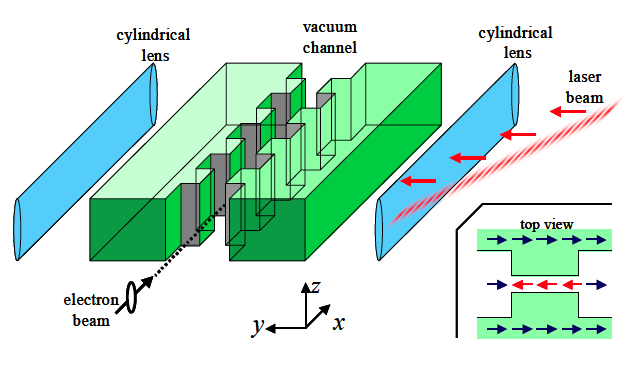 cylindrical
lens
vacuum
channel
cylindrical
lens
laser
beam
top view
electron
beam
z
y
x